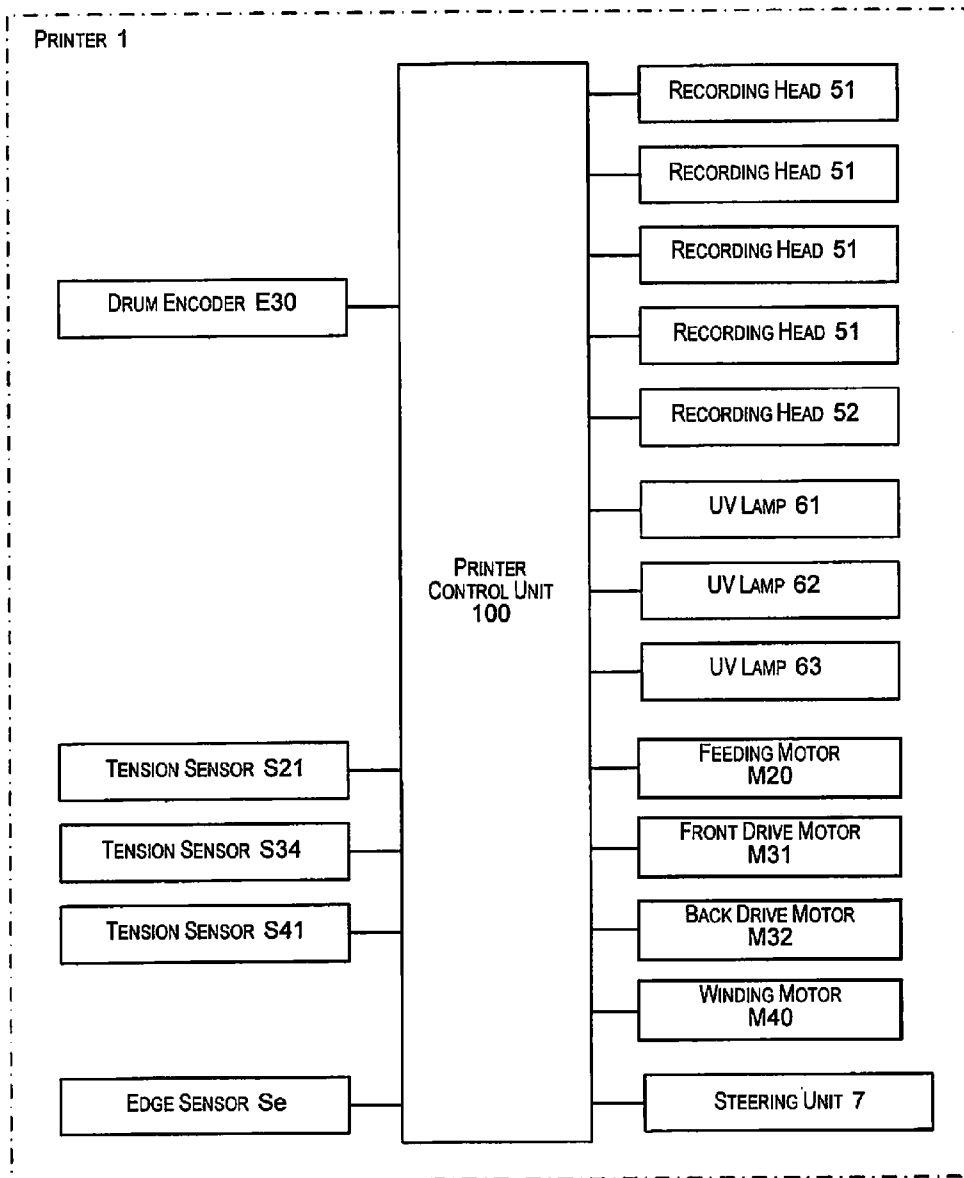 PRINTER 1
RECORDING HEAD 51
RECORDING HEAD 51
RECORDING HEAD 51
DRUM ENCODER E30
RECORDING HEAD 51
RECORDING HEAD 52
UV LAMP 61
PRINTER
CONTROL UNIT
100
UV LAMP 62
UV LAMP 63
TENSION SENSOR S21
FEEDING MOTOR
M20
TENSION SENSOR S34
FRONT DRIVE MOTOR
M31
TENSION SENSOR S41
BACK DRIVE MOTOR
M32
WINDING MOTOR
M40
EDGE SENSOR Se
STEERING UNIT 7